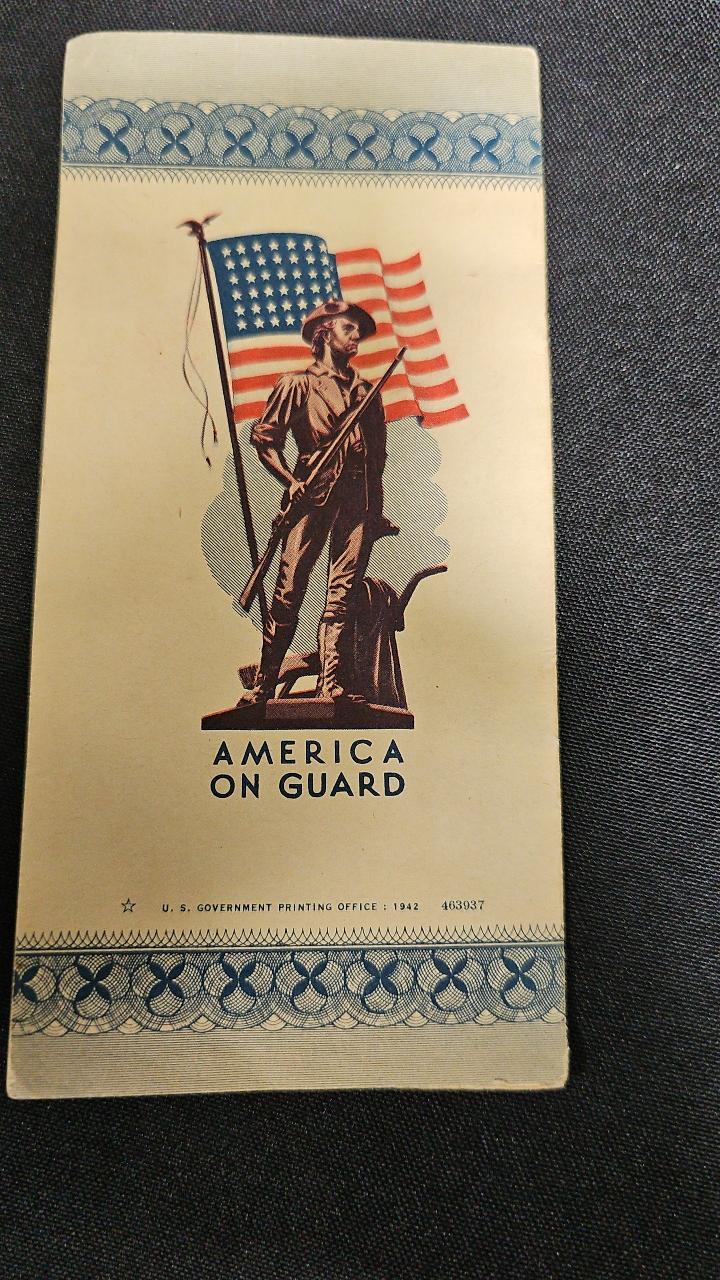 AMERICA
ON GUARD
☆ U. S. GOVERNMENT PRINTING OFFICE : 1942 463937